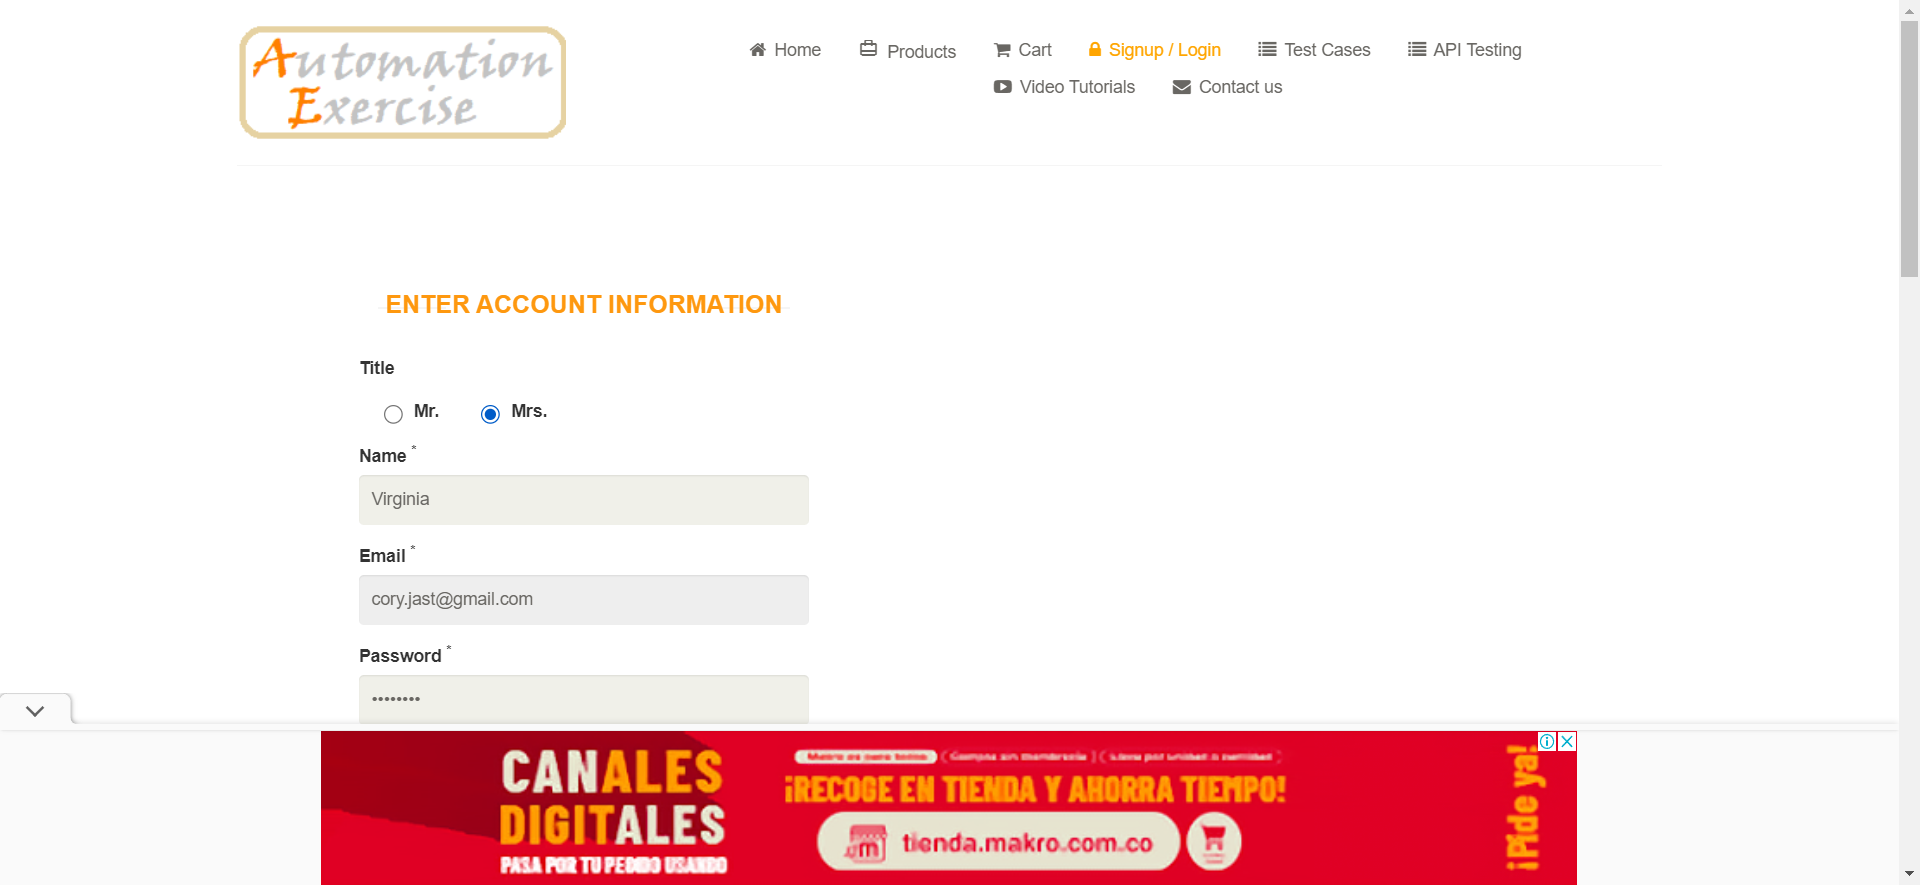 Automation
Exercise
Home
Products
Cart
Signup / Login
Test Cases
API Testing
Video Tutorials
Contact us
ENTER ACCOUNT INFORMATION
Title
Mr.
Mrs.
Name *
Virginia
Email *
cory.jast@gmail.com
Password *
••••••••
CANALES
DIGITALES
PASA POR TU PEDIDO USANDO
¡RECOGE EN TIENDA Y AHORRA TIEMPO!
m tienda.makro.com.co
¡Pide ya!